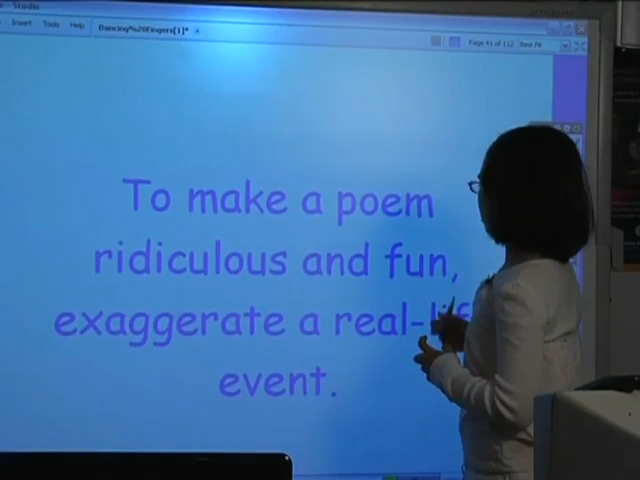 - Studio
Insert Tools Help Dancing%20Fingers[1]*
Page 41 of 112 Best Fit
To make a poem
ridiculous and fun,
exaggerate a real-lif
event.